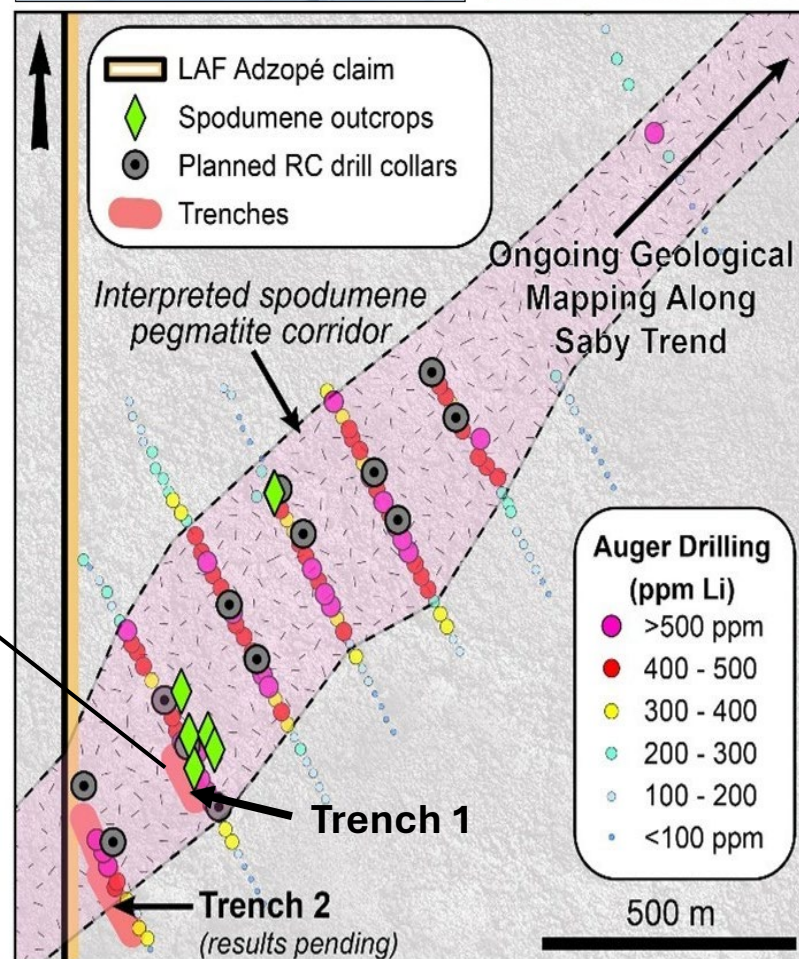 LAF Adzopé claim
Spodumene outcrops
Planned RC drill collars
Trenches
Ongoing Geological
Mapping Along
Saby Trend
Interpreted spodumene
pegmatite corridor
Auger Drilling
(ppm Li)
>500 ppm
400 - 500
300 - 400
200 - 300
100 - 200
<100 ppm
Trench 1
Trench 2
(results pending)
500 m